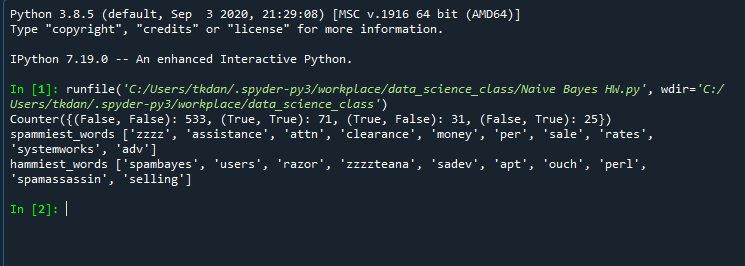 Python 3.8.5 (default, Sep  3 2020, 21:29:08) [MSC v.1916 64 bit (AMD64)]
Type "copyright", "credits" or "license" for more information.
IPython 7.19.0 -- An enhanced Interactive Python.
In [1]: runfile('C:/Users/tkdan/.spyder-py3/workplace/data_science_class/Naive Bayes HW.py', wdir='C:/
Users/tkdan/.spyder-py3/workplace/data_science_class')
Counter({(False, False): 533, (True, True): 71, (True, False): 31, (False, True): 25})
spammiest_words ['zzzz', 'assistance', 'attn', 'clearance', 'money', 'per', 'sale', 'rates',
'systemworks', 'adv']
hammiest_words ['spambayes', 'users', 'razor', 'zzzzteana', 'sadev', 'apt', 'ouch', 'perl',
'spamassassin', 'selling']
In [2]: